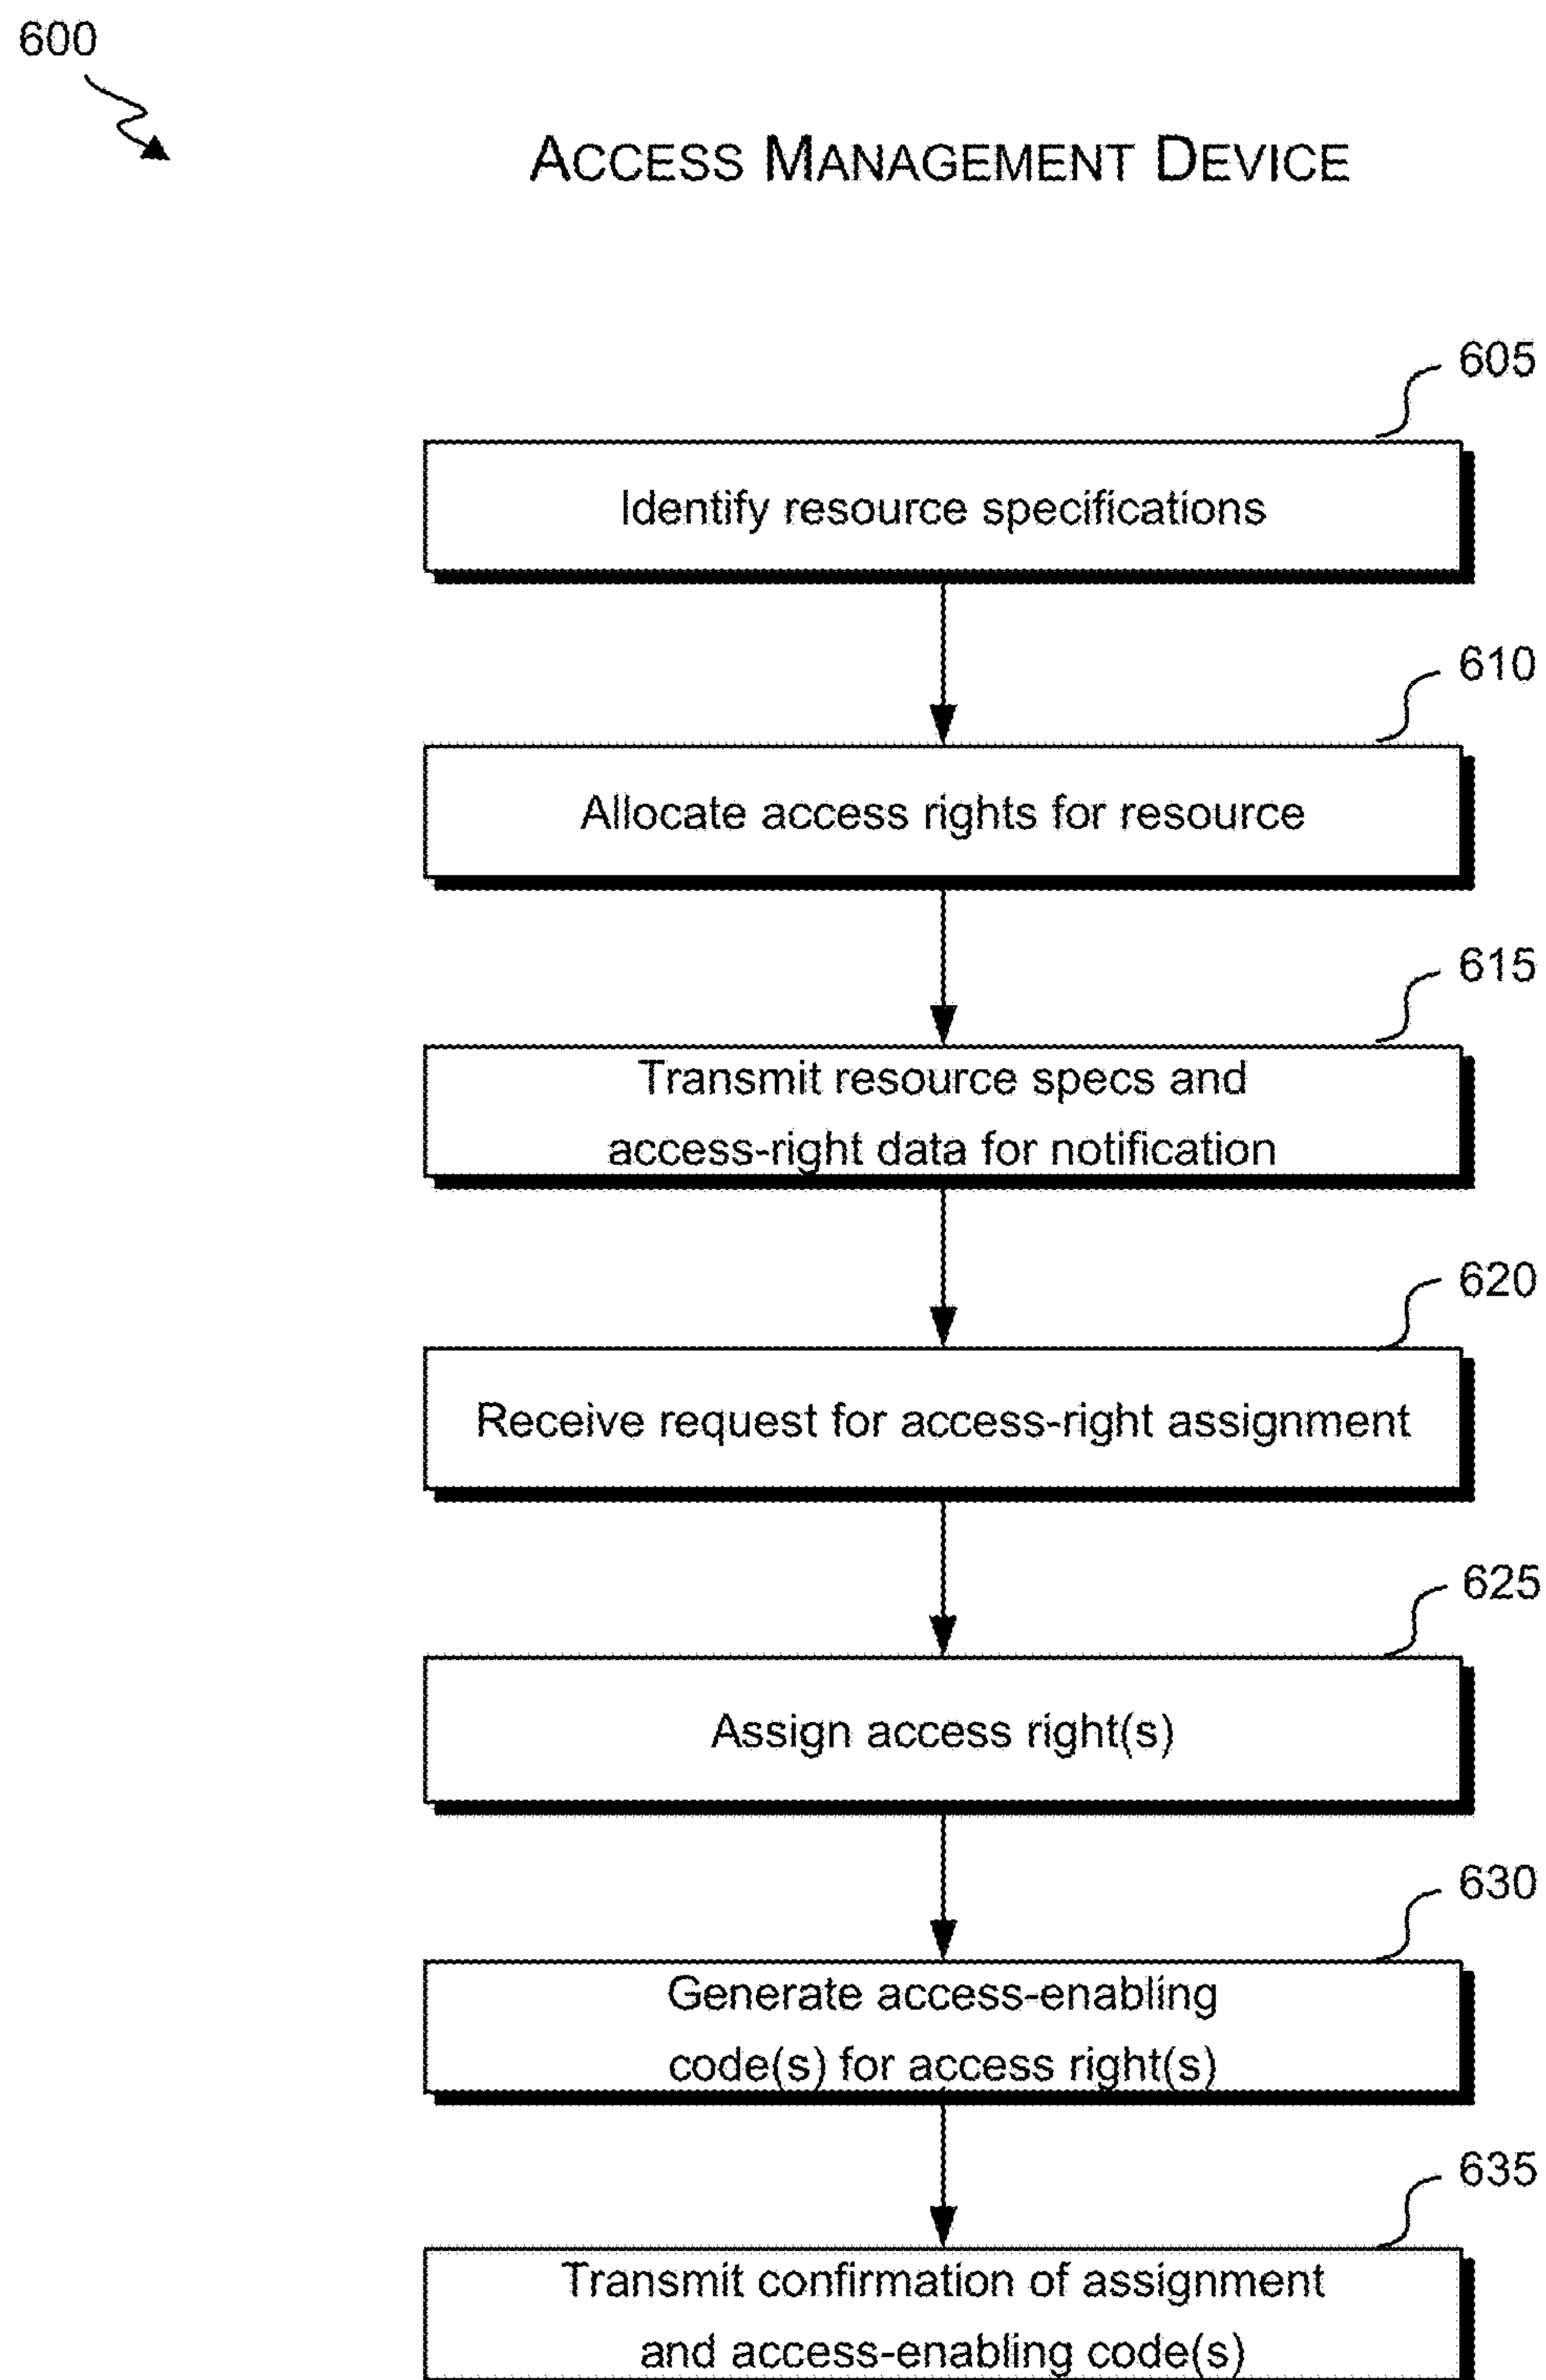 600
ACCESS MANAGEMENT DEVICE
605
Identify resource specifications
610
Allocate access rights for resource
615
Transmit resource specs and
access-right data for notification
620
Receive request for access-right assignment
625
Assign access right(s)
630
Generate access-enabling
code(s) for access right(s)
635
Transmit confirmation of assignment
and access-enabling code(s)